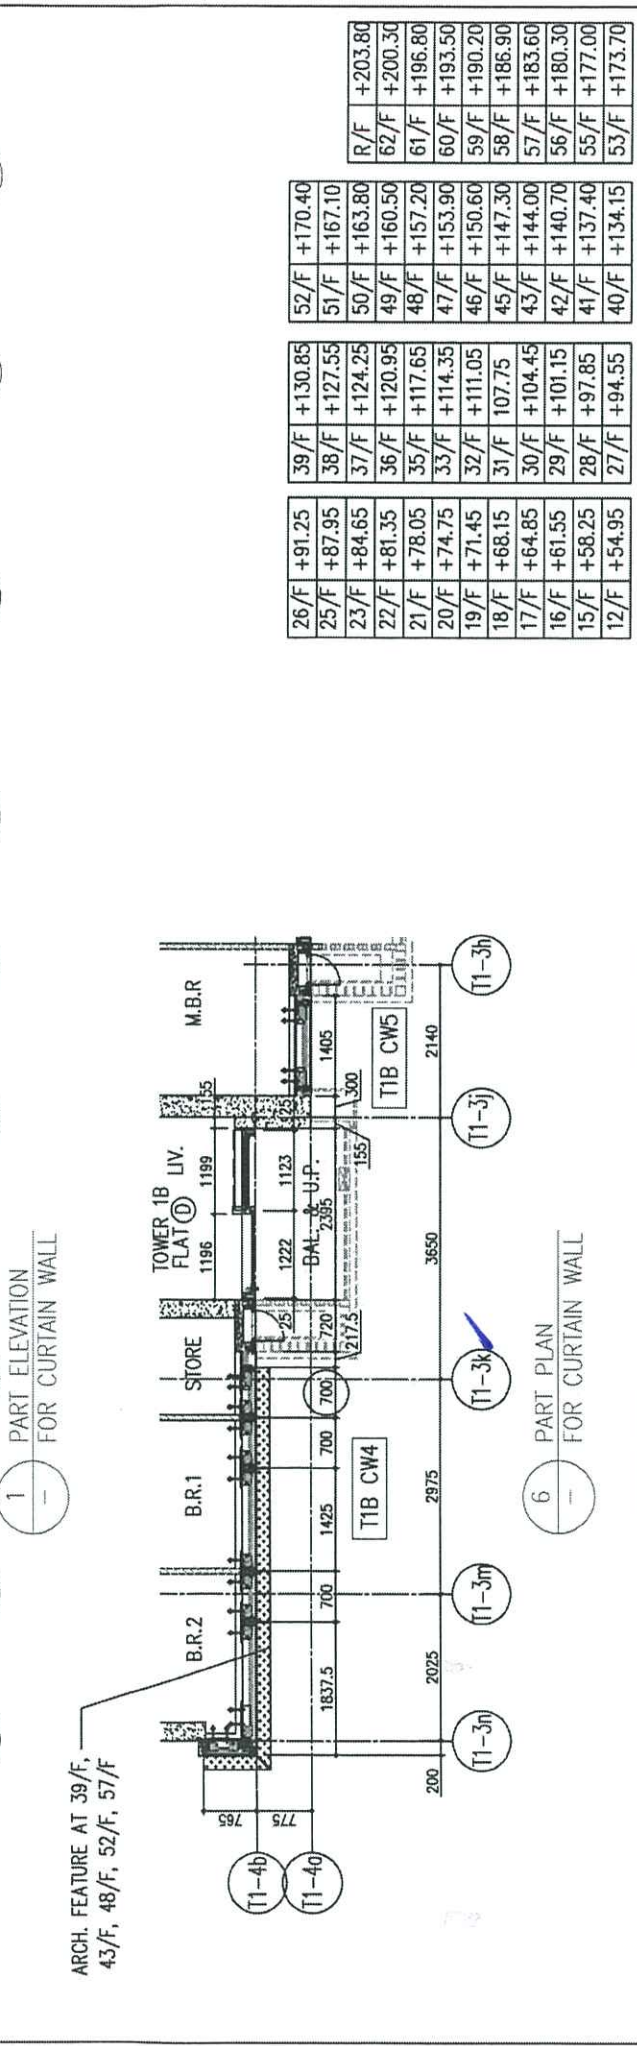 1
—
PART ELEVATION
FOR CURTAIN WALL
ARCH. FEATURE AT 39/F,
43/F, 48/F, 52/F, 57/F
B.R.2
B.R.1
STORE
TOWER 1B
FLAT D LIV.
M.B.R
1196 1199 155
1222 1123 125
25
BAL. & U.P.
765
775
1837.5 700 1425 700 700 720 2395 1405
217.5 155 300
T1B CW4
T1B CW5
200 2025 2975 3650 2140
T1-4b
T1-4a
T1-3n T1-3m T1-3k T1-3j T1-3h
6
—
PART PLAN
FOR CURTAIN WALL
26/F +91.25
25/F +87.95
23/F +84.65
22/F +81.35
21/F +78.05
20/F +74.75
19/F +71.45
18/F +68.15
17/F +64.85
16/F +61.55
15/F +58.25
12/F +54.95
39/F +130.85
38/F +127.55
37/F +124.25
36/F +120.95
35/F +117.65
33/F +114.35
32/F +111.05
31/F 107.75
30/F +104.45
29/F +101.15
28/F +97.85
27/F +94.55
52/F +170.40
51/F +167.10
50/F +163.80
49/F +160.50
48/F +157.20
47/F +153.90
46/F +150.60
45/F +147.30
43/F +144.00
42/F +140.70
41/F +137.40
40/F +134.15
R/F +203.80
62/F +200.30
61/F +196.80
60/F +193.50
59/F +190.20
58/F +186.90
57/F +183.60
56/F +180.30
55/F +177.00
53/F +173.70